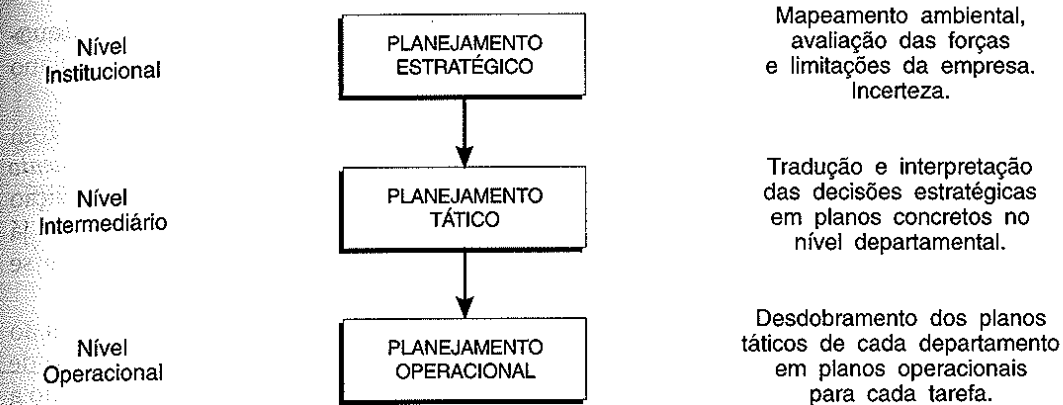 Nível
Institucional
PLANEJAMENTO
ESTRATÉGICO
Mapeamento ambiental,
avaliação das forças
e limitações da empresa.
Incerteza.
Nível
Intermediário
PLANEJAMENTO
TÁTICO
Tradução e interpretação
das decisões estratégicas
em planos concretos no
nível departamental.
Nível
Operacional
PLANEJAMENTO
OPERACIONAL
Desdobramento dos planos
táticos de cada departamento
em planos operacionais
para cada tarefa.